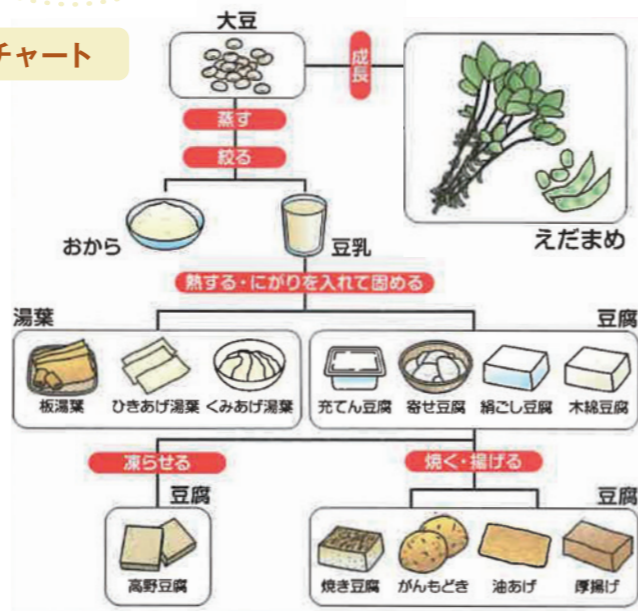 チャート
大豆
成長
蒸す
絞る
おから
豆乳
えだまめ
熱する・にがりを入れて固める
湯葉
板湯葉 ひきあげ湯葉 くみあげ湯葉
豆腐
充てん豆腐 寄せ豆腐 絹ごし豆腐 木綿豆腐
凍らせる
豆腐
高野豆腐
焼く・揚げる
豆腐
焼き豆腐 がんもどき 油あげ 厚揚げ